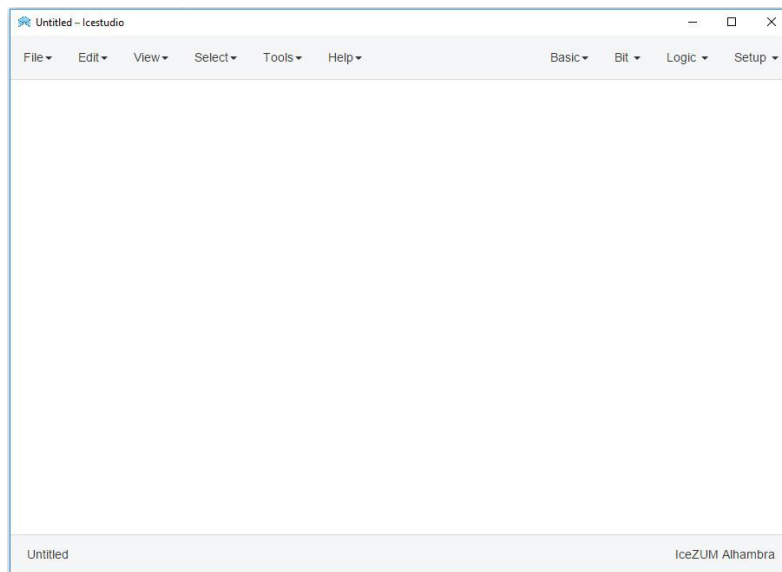 Untitled – Icestudio
File Edit View Select Tools Help Basic Bit Logic Setup
Untitled IceZUM Alhambra